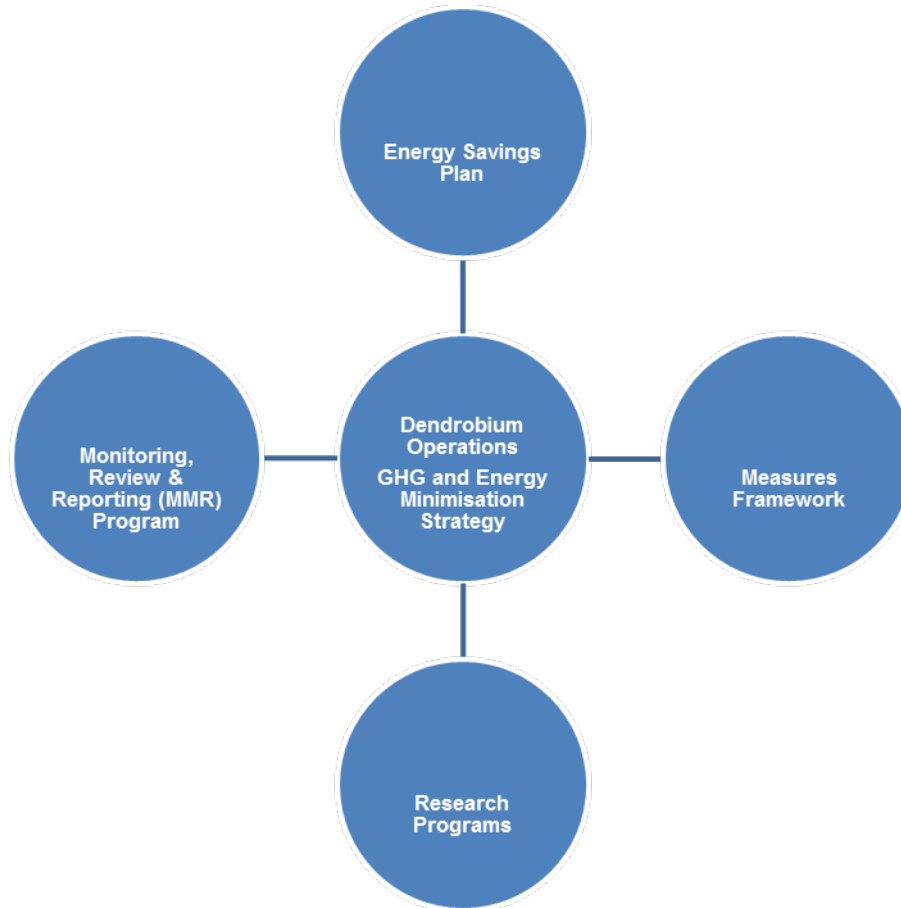 Energy Savings
Plan
Monitoring,
Review &
Reporting (MMR)
Program
Dendrobium
Operations
GHG and Energy
Minimisation
Strategy
Measures
Framework
Research
Programs